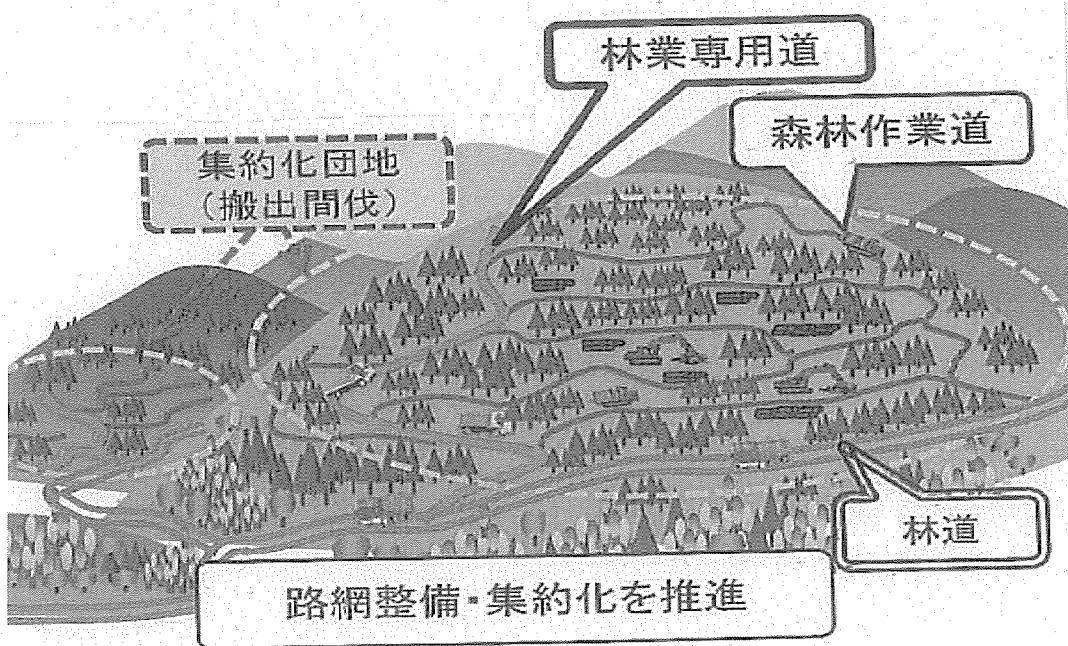 林業専用道
森林作業道
集約化団地
（搬出間伐）
林道
路網整備・集約化を推進